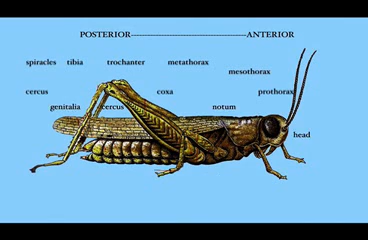 POSTERIOR--------------------------------------------ANTERIOR
spiracles tibia trochanter metathorax
mesothorax
cercus coxa prothorax
genitalia cercus notum
head